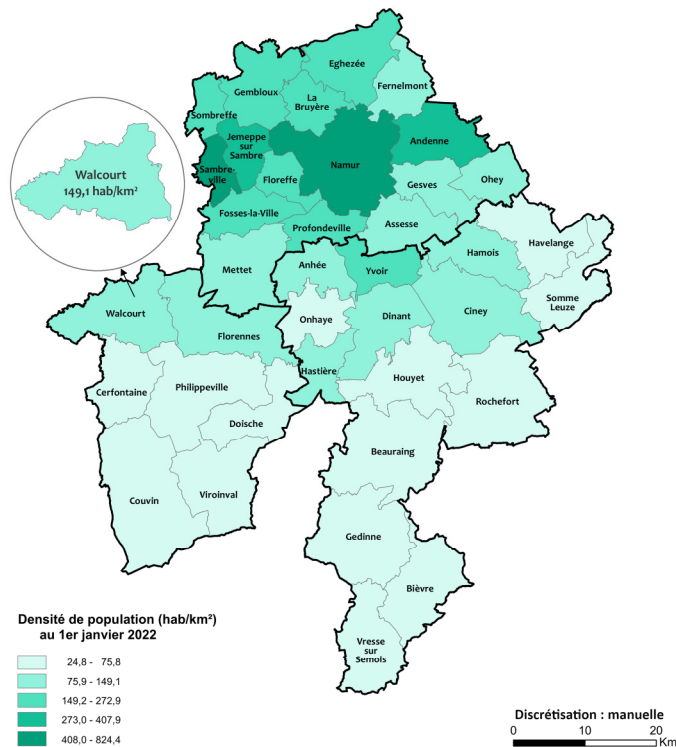 Eghezée
Fernelmont
Gembloux
La
Bruyère
Sombreffe
Jemeppe
sur
Sambre
Andenne
Namur
Walcourt
149,1 hab/km²
Sambre-
ville
Floreffe
Gesves
Ohey
Fosses-la-Ville
Profondeville
Assesse
Havelange
Hamois
Mettet
Anhée
Yvoir
Somme
Leuze
Walcourt
Florennes
Onhaye
Dinant
Ciney
Hastière
Cerfontaine
Philippeville
Houyet
Rochefort
Doische
Beauraing
Couvin
Viroinval
Gedinne
Bièvre
Vresse
sur
Semois
Densité de population (hab/km²)
au 1er janvier 2022
24,8 - 75,8
75,9 - 149,1
149,2 - 272,9
273,0 - 407,9
408,0 - 824,4
Discrétisation : manuelle
0 10 20
Km